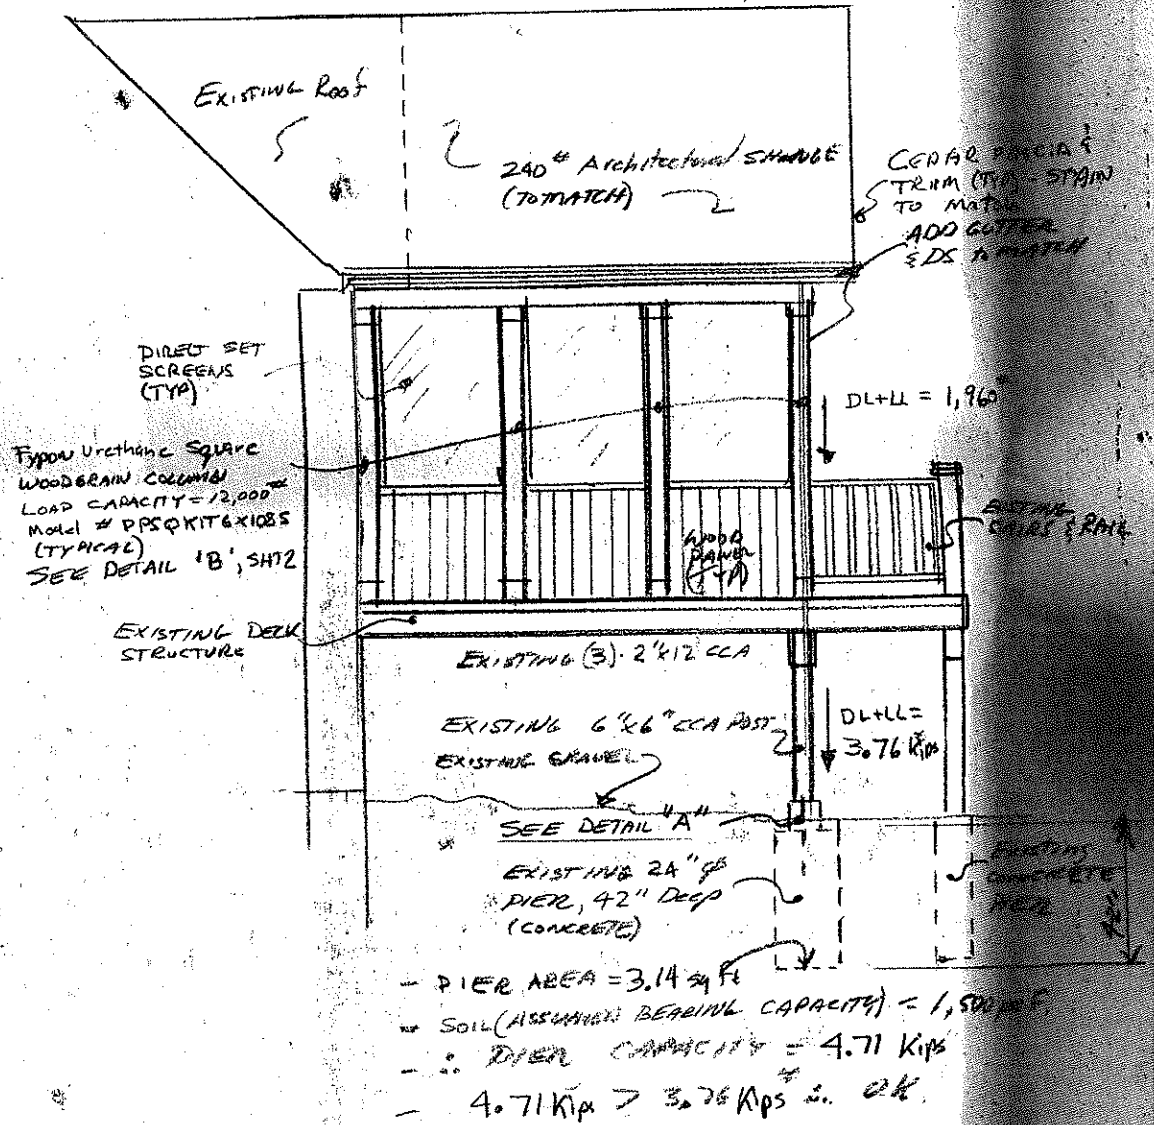 EXISTING Roof
240# Architectural SHINGLE
(TO MATCH)
CEDAR FASCIA &
TRIM (TYP) - STAIN
TO MATCH
ADD GUTTER
& DS to MATCH
DIRECT SET
SCREENS
(TYP)
DL+LL = 1,960#
Fypon Urethane Square
WOODGRAIN COLUMN
LOAD CAPACITY = 12,000#
Model # PPSQKIT6X108S
(TYPICAL)
SEE DETAIL 'B', SHT2
WOOD
PANEL
(TYP)
EXISTING
STAIRS & RAIL
EXISTING DECK
STRUCTURE
EXISTING (3) - 2"x12 CCA
EXISTING 6"x6" CCA POST
EXISTING GRAVEL
DL+LL =
3.76 Kips
SEE DETAIL "A"
EXISTING 24" ø
PIER, 42" Deep
(CONCRETE)
EXISTING
CONCRETE
PIER
42"
- PIER AREA = 3.14 sq Ft
- SOIL (ASSUMED BEARING CAPACITY) = 1,500 PSF
- ∴ PIER CAPACITY = 4.71 Kips
- 4.71 Kips > 3.76 Kips ∴ OK